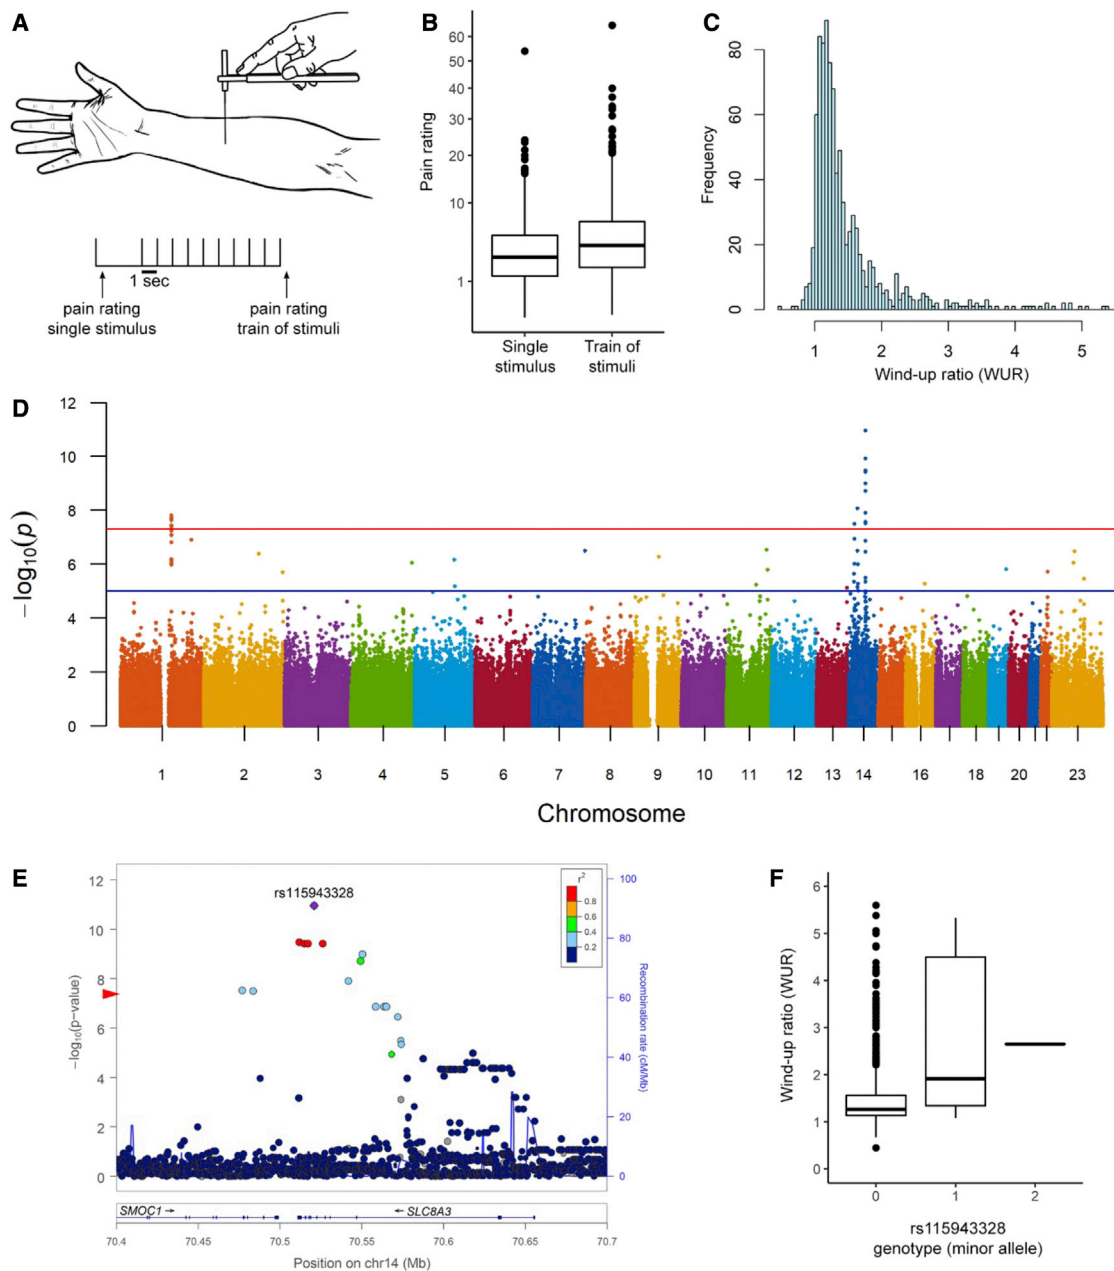 A
1 sec
pain rating
single stimulus
pain rating
train of stimuli
B
Pain rating
60
50
40
30
20
10
1
Single
stimulus
Train of
stimuli
C
Frequency
80
60
40
20
0
1 2 3 4 5
Wind-up ratio (WUR)
D
−log10(p)
12
10
8
6
4
2
0
1 2 3 4 5 6 7 8 9 10 11 12 13 14 16 18 20 23
Chromosome
E
−log10(p−value)
12
10
8
6
4
2
0
rs115943328
r2
0.8
0.6
0.4
0.2
100
80
60
40
20
0
Recombination rate (cM/Mb)
SMOC1→
←SLC8A3
70.4 70.45 70.5 70.55 70.6 70.65 70.7
Position on chr14 (Mb)
F
Wind-up ratio (WUR)
6
5
4
3
2
1
0
0 1 2
rs115943328
genotype (minor allele)